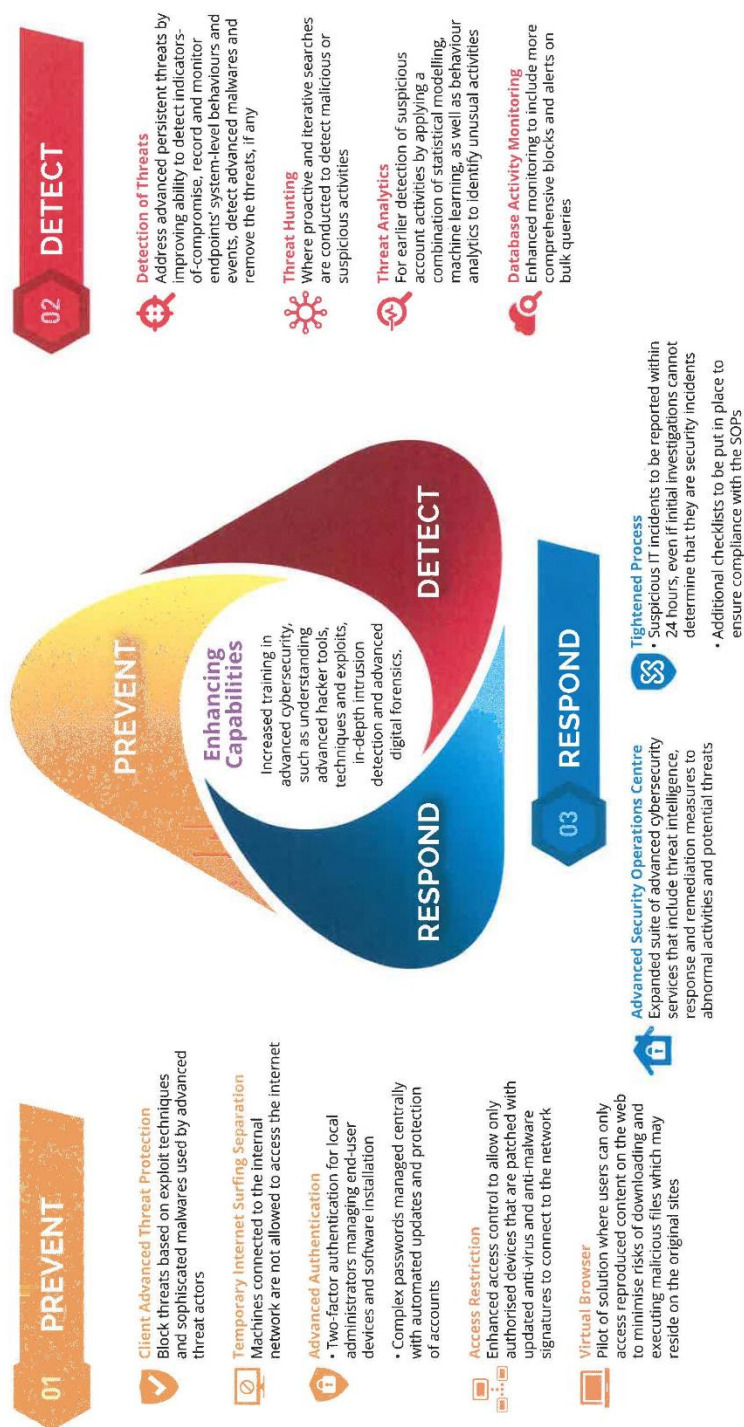 01 PREVENT
Client Advanced Threat Protection
Block threats based on exploit techniques
and sophiscated malwares used by advanced
threat actors
Temporary Internet Surfing Separation
Machines connected to the internal
network are not allowed to access the internet
Advanced Authentication
• Two-factor authentication for local
administrators managing end-user
devices and software installation
• Complex passwords managed centrally
with automated updates and protection
of accounts
Access Restriction
Enhanced access control to allow only
authorised devices that are patched with
updated anti-virus and anti-malware
signatures to connect to the network
Virtual Browser
Pilot of solution where users can only
access reproduced content on the web
to minimise risks of downloading and
executing malicious files which may
reside on the original sites
PREVENT
DETECT
RESPOND
Enhancing
Capabilities
Increased training in
advanced cybersecurity,
such as understanding
advanced hacker tools,
techniques and exploits,
in-depth intrusion
detection and advanced
digital forensics.
02 DETECT
Detection of Threats
Address advanced persistent threats by
improving ability to detect indicators-
of-compromise, record and monitor
endpoints' system-level behaviours and
events, detect advanced malwares and
remove the threats, if any
Threat Hunting
Where proactive and iterative searches
are conducted to detect malicious or
suspicious activities
Threat Analytics
For earlier detection of suspicious
account activities by applying a
combination of statistical modelling,
machine learning, as well as behaviour
analytics to identify unusual activities
Database Activity Monitoring
Enhanced monitoring to include more
comprehensive blocks and alerts on
bulk queries
03 RESPOND
Advanced Security Operations Centre
Expanded suite of advanced cybersecurity
services that include threat intelligence,
response and remediation measures to
abnormal activities and potential threats
Tightened Process
• Suspicious IT incidents to be reported within
24 hours, even if initial investigations cannot
determine that they are security incidents
• Additional checklists to be put in place to
ensure compliance with the SOPs